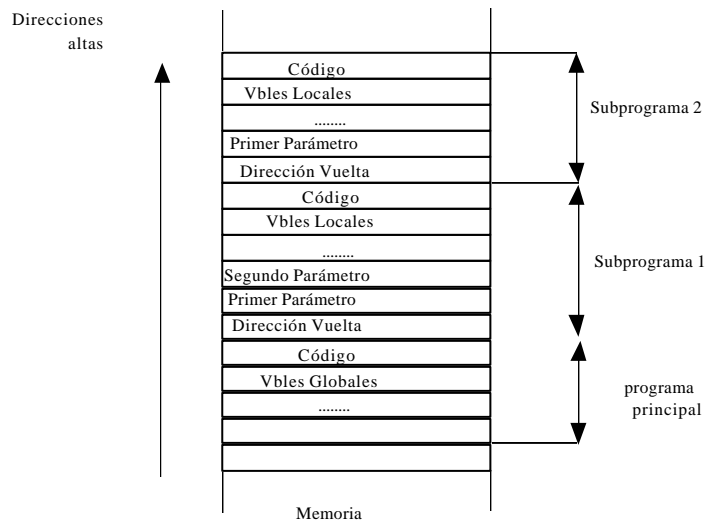 Direcciones
altas
Código
Vbles Locales
........
Primer Parámetro
Dirección Vuelta
Subprograma 2
Código
Vbles Locales
........
Segundo Parámetro
Primer Parámetro
Dirección Vuelta
Subprograma 1
Código
Vbles Globales
........
programa
principal
Memoria